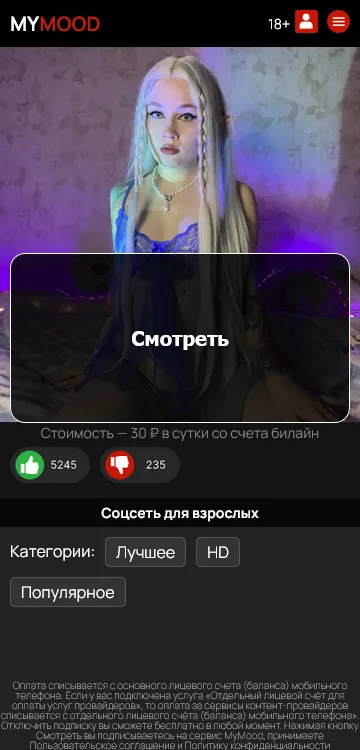 MYMOOD 18+
Смотреть
Стоимость — 30 ₽ в сутки со счета билайн
5245 235
Соцсеть для взрослых
Категории: Лучшее HD
Популярное
Оплата списывается с основного лицевого счета (баланса) мобильного
телефона. Если у вас подключена услуга «Отдельный лицевой счёт для
оплаты услуг провайдеров», то оплата за сервисы контент-провайдеров
списывается с отдельного лицевого счёта (баланса) мобильного телефона».
Отключить подписку вы сможете бесплатно в любой момент. Нажимая кнопку
Смотреть вы подписываетесь на сервис MyMood, принимаете
Пользовательское соглашение и Политику конфиденциальности